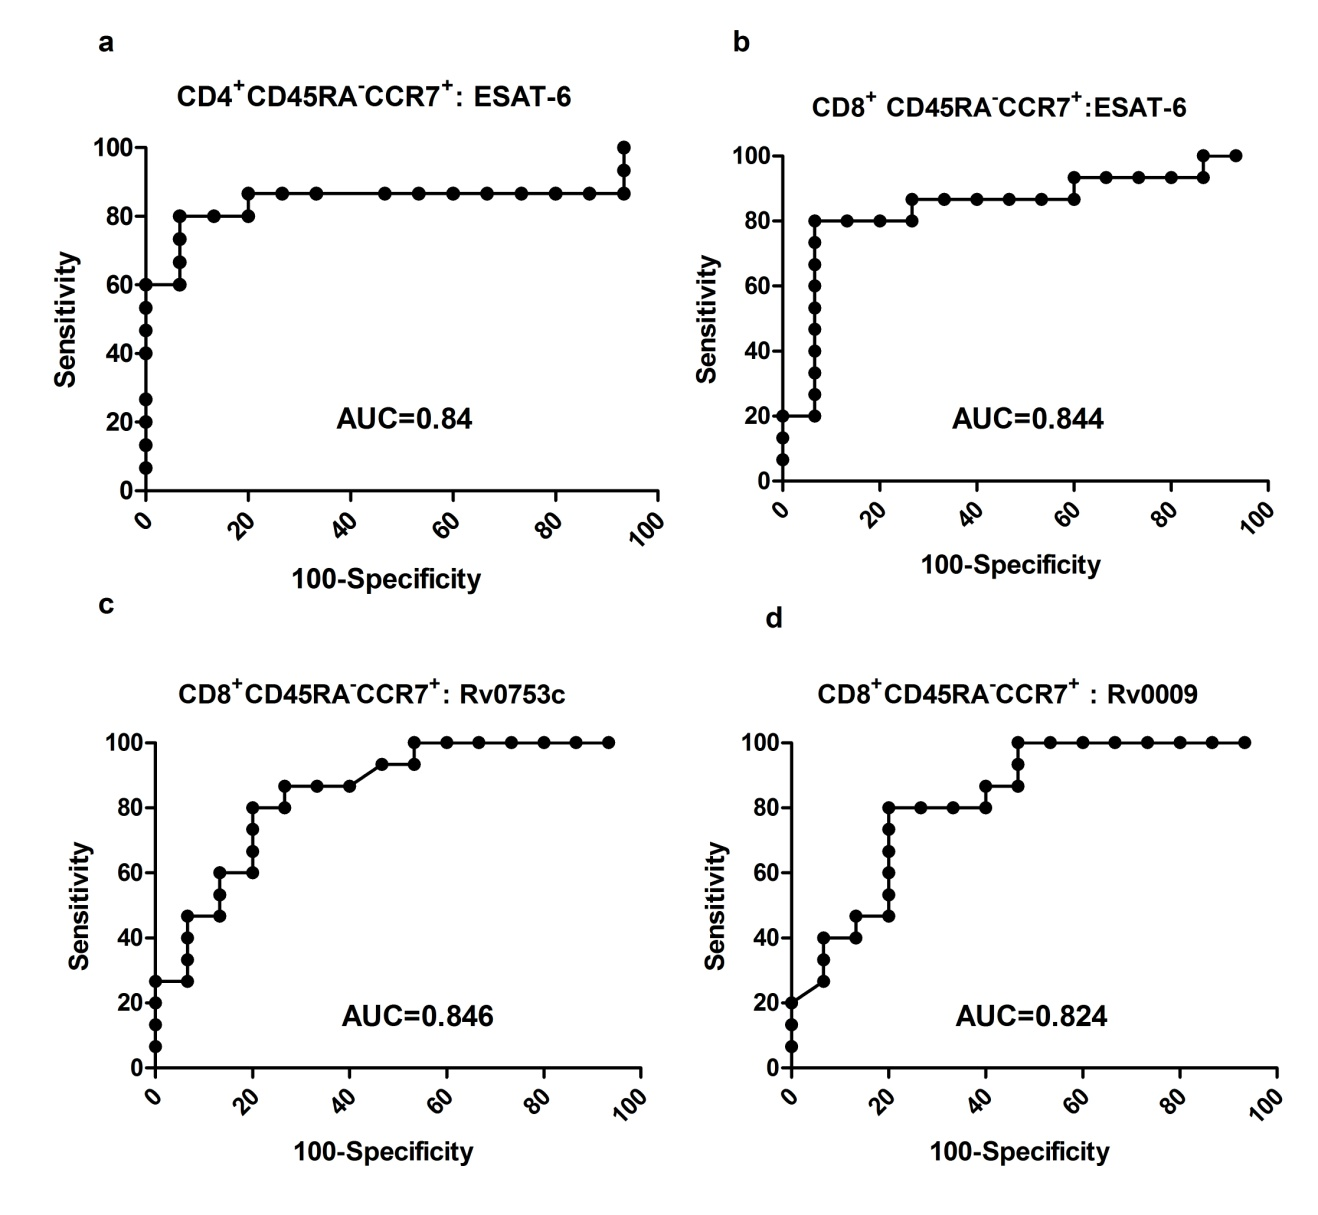 a
CD4⁺CD45RA⁻CCR7⁺: ESAT-6
100
80
60
40
20
0
Sensitivity
AUC=0.84
0 20 40 60 80 100
100-Specificity
b
CD8⁺ CD45RA⁻CCR7⁺:ESAT-6
100
80
60
40
20
0
Sensitivity
AUC=0.844
0 20 40 60 80 100
100-Specificity
c
CD8⁺CD45RA⁻CCR7⁺: Rv0753c
100
80
60
40
20
0
Sensitivity
AUC=0.846
0 20 40 60 80 100
100-Specificity
d
CD8⁺CD45RA⁻CCR7⁺ : Rv0009
100
80
60
40
20
0
Sensitivity
AUC=0.824
0 20 40 60 80 100
100-Specificity